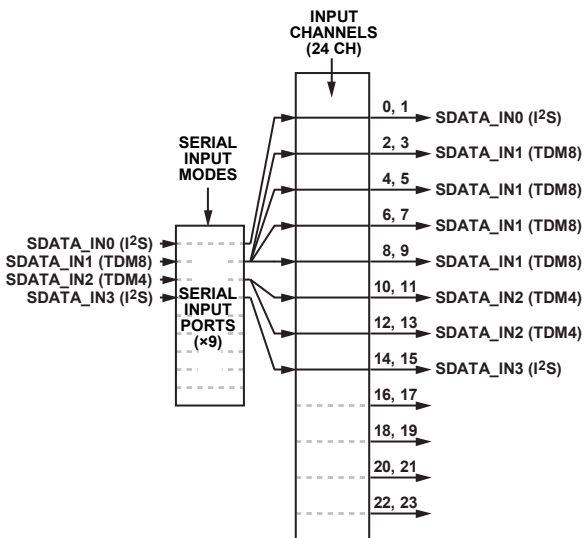 INPUT
CHANNELS
(24 CH)
SERIAL
INPUT
MODES
SDATA_IN0 (I²S)
SDATA_IN1 (TDM8)
SDATA_IN2 (TDM4)
SDATA_IN3 (I²S)
SERIAL
INPUT
PORTS
(×9)
0, 1
SDATA_IN0 (I²S)
2, 3
SDATA_IN1 (TDM8)
4, 5
SDATA_IN1 (TDM8)
6, 7
SDATA_IN1 (TDM8)
8, 9
SDATA_IN1 (TDM8)
10, 11
SDATA_IN2 (TDM4)
12, 13
SDATA_IN2 (TDM4)
14, 15
SDATA_IN3 (I²S)
16, 17
18, 19
20, 21
22, 23